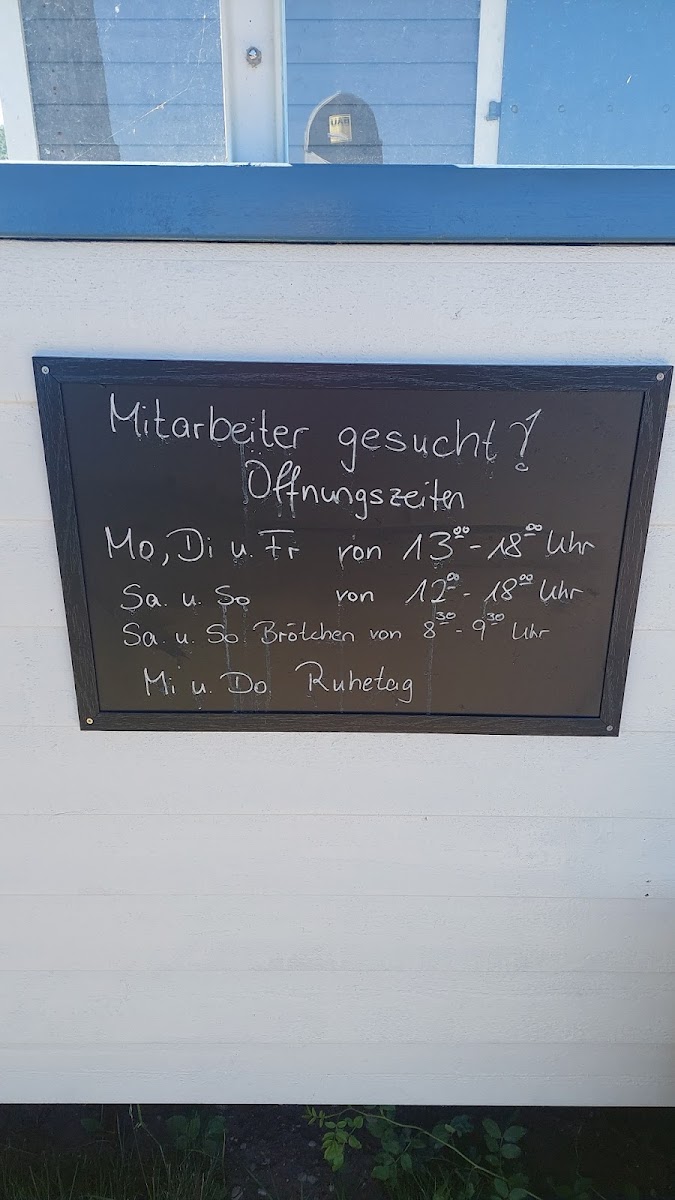 BAU
Mitarbeiter gesucht!
Öffnungszeiten
Mo, Di u. Fr von 13⁰⁰ - 18⁰⁰ Uhr
Sa. u. So von 12⁰⁰ - 18⁰⁰ Uhr
Sa. u. So Brötchen von 8³⁰ - 9³⁰ Uhr
Mi u. Do Ruhetag